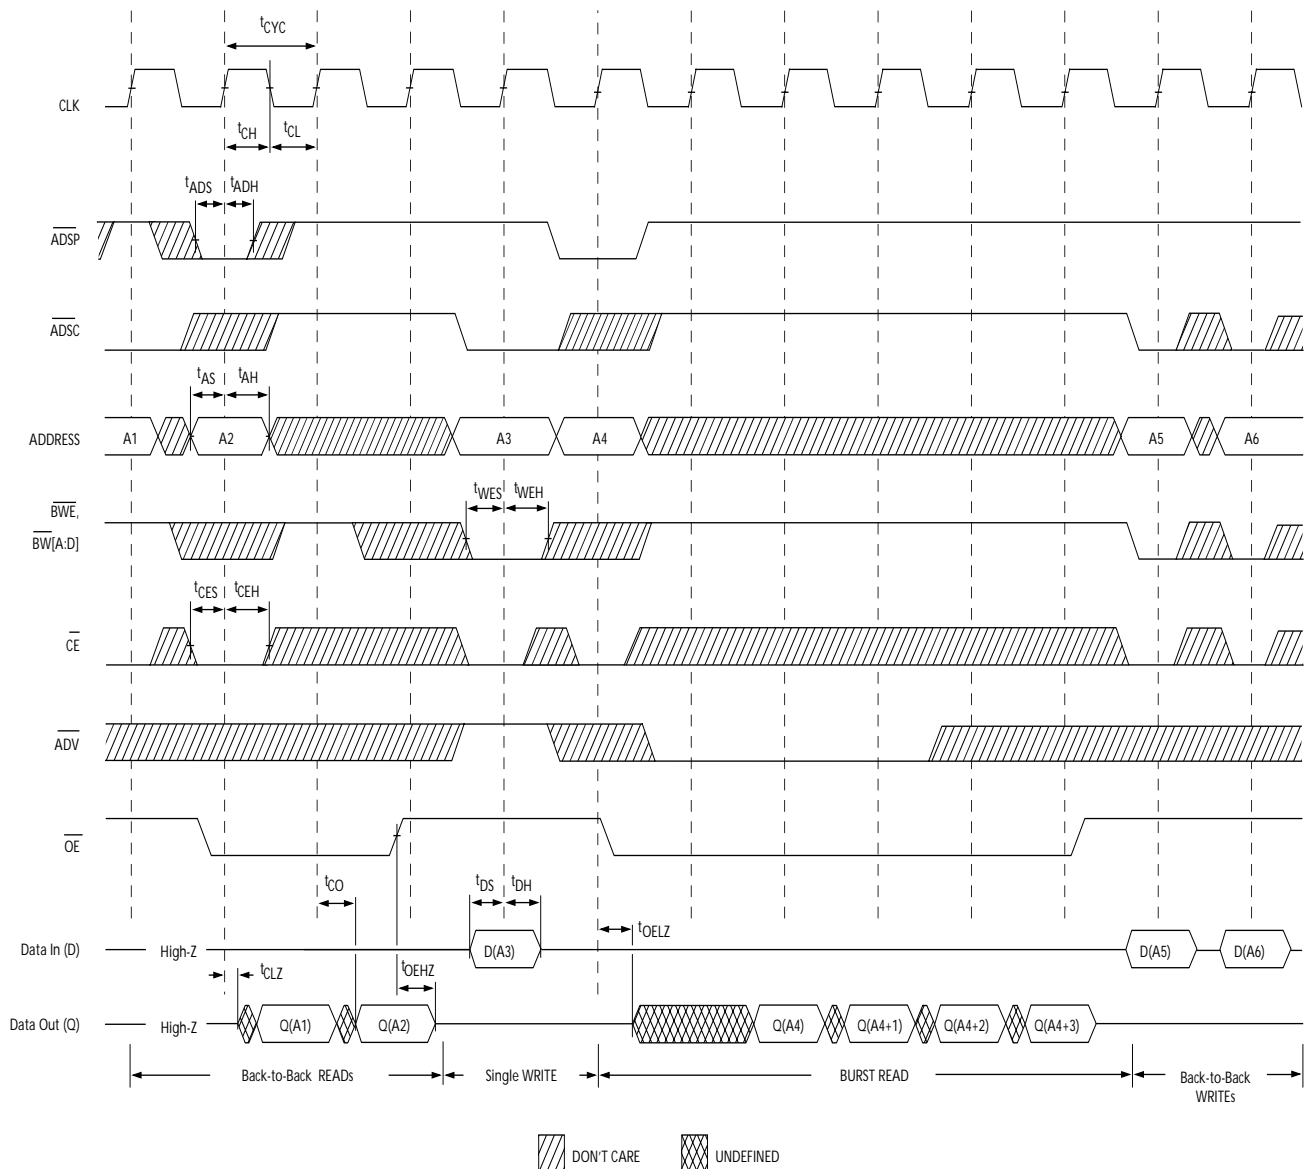 tCYC
CLK
tCH
tCL
tADS
tADH
ADSP
ADSC
tAS
tAH
ADDRESS
A1
A2
A3
A4
A5
A6
tWES
tWEH
BWE,
BW[A:D]
tCES
tCEH
CE
ADV
OE
tCO
tDS
tDH
tOELZ
Data In (D)
High-Z
D(A3)
D(A5)
D(A6)
tCLZ
tOEHZ
Data Out (Q)
High-Z
Q(A1)
Q(A2)
Q(A4)
Q(A4+1)
Q(A4+2)
Q(A4+3)
Back-to-Back READs
Single WRITE
BURST READ
Back-to-Back
WRITEs
DON'T CARE
UNDEFINED